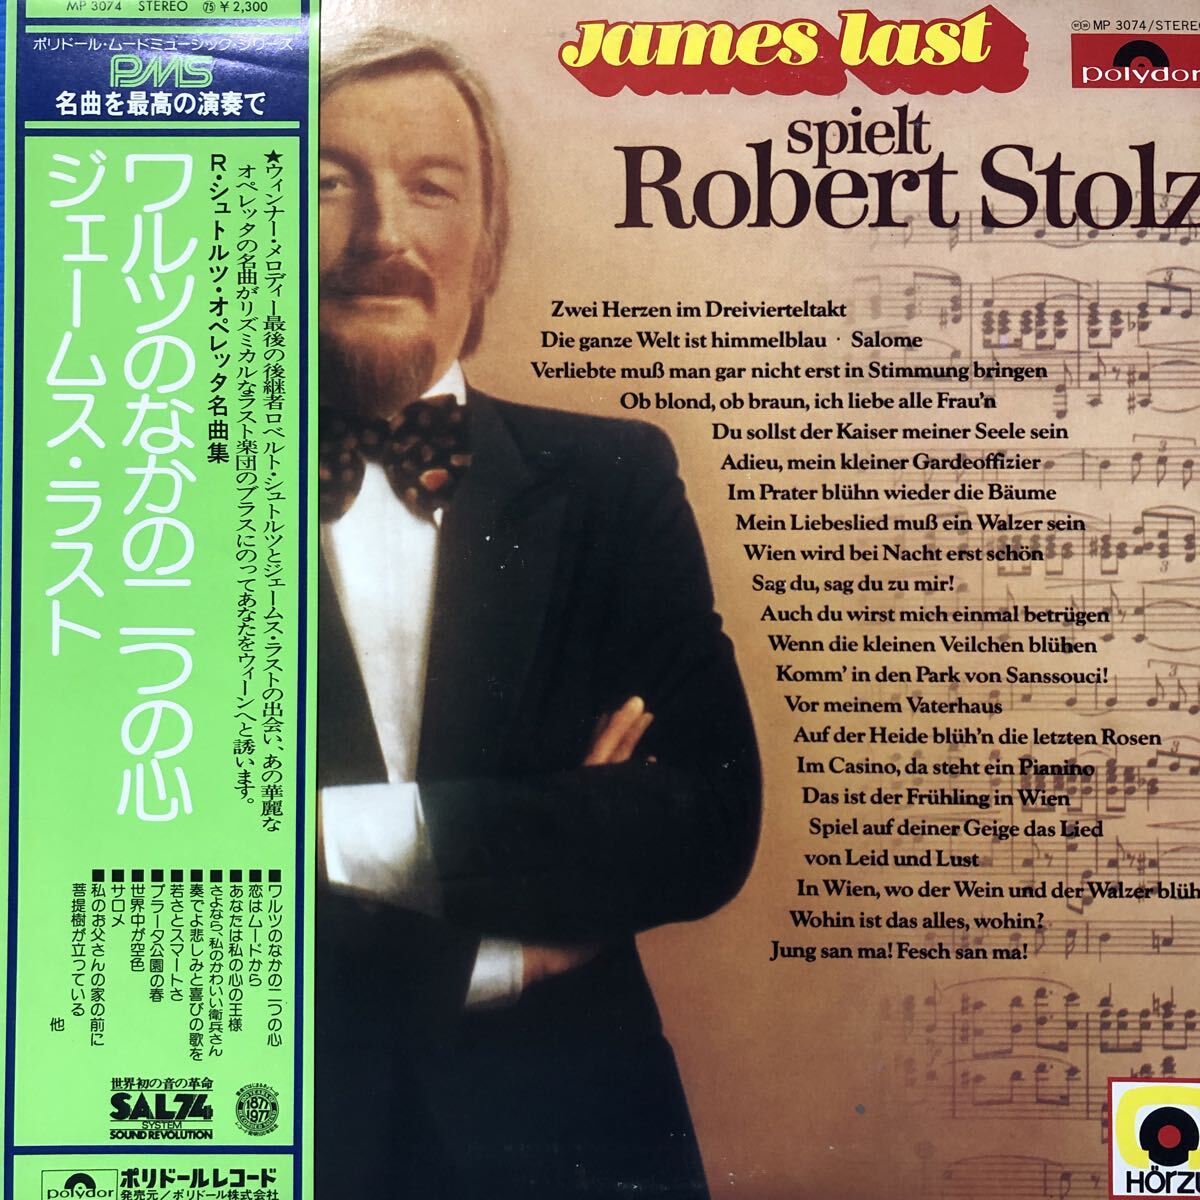 MP 3074 STEREO ㊆ ¥2,300
ポリドール・ムードミュージック・シリーズ
PMS
名曲を最高の演奏で
ワルツのなかの二つの心
ジェームス・ラスト
★ウィンナー・メロディー最後の後継者ロベルト・シュトルツとジェームス・ラストの出会い、あの華麗な
オペレッタの名曲がリズミカルなラスト楽団のブラスにのってあなたをウィーンへと誘います。
R・シュトルツ・オペレッタ名曲集
■ワルツのなかの二つの心
■恋はムードから
■あなたは私の心の王様
■さよなら、私のかわいい衛兵さん
■奏でよ悲しみと喜びの歌を
■若さとスマートさ
■プラータ公園の春
■世界中が空色
■サロメ
■私のお父さんの家の前に
菩提樹が立っている
他
世界初の音の革命
SAL74
SYSTEM
SOUND REVOLUTION
1877
1977
polydor
ポリドールレコード
発売元/ポリドール株式会社
james last
MP 3074/STEREO
polydor
spielt
Robert Stolz
Zwei Herzen im Dreivierteltakt
Die ganze Welt ist himmelblau · Salome
Verliebte muß man gar nicht erst in Stimmung bringen
Ob blond, ob braun, ich liebe alle Frau'n
Du sollst der Kaiser meiner Seele sein
Adieu, mein kleiner Gardeoffizier
Im Prater blühn wieder die Bäume
Mein Liebeslied muß ein Walzer sein
Wien wird bei Nacht erst schön
Sag du, sag du zu mir!
Auch du wirst mich einmal betrügen
Wenn die kleinen Veilchen blühen
Komm' in den Park von Sanssouci!
Vor meinem Vaterhaus
Auf der Heide blüh'n die letzten Rosen
Im Casino, da steht ein Pianino
Das ist der Frühling in Wien
Spiel auf deiner Geige das Lied
von Leid und Lust
In Wien, wo der Wein und der Walzer blüh
Wohin ist das alles, wohin?
Jung san ma! Fesch san ma!
HÖRZU